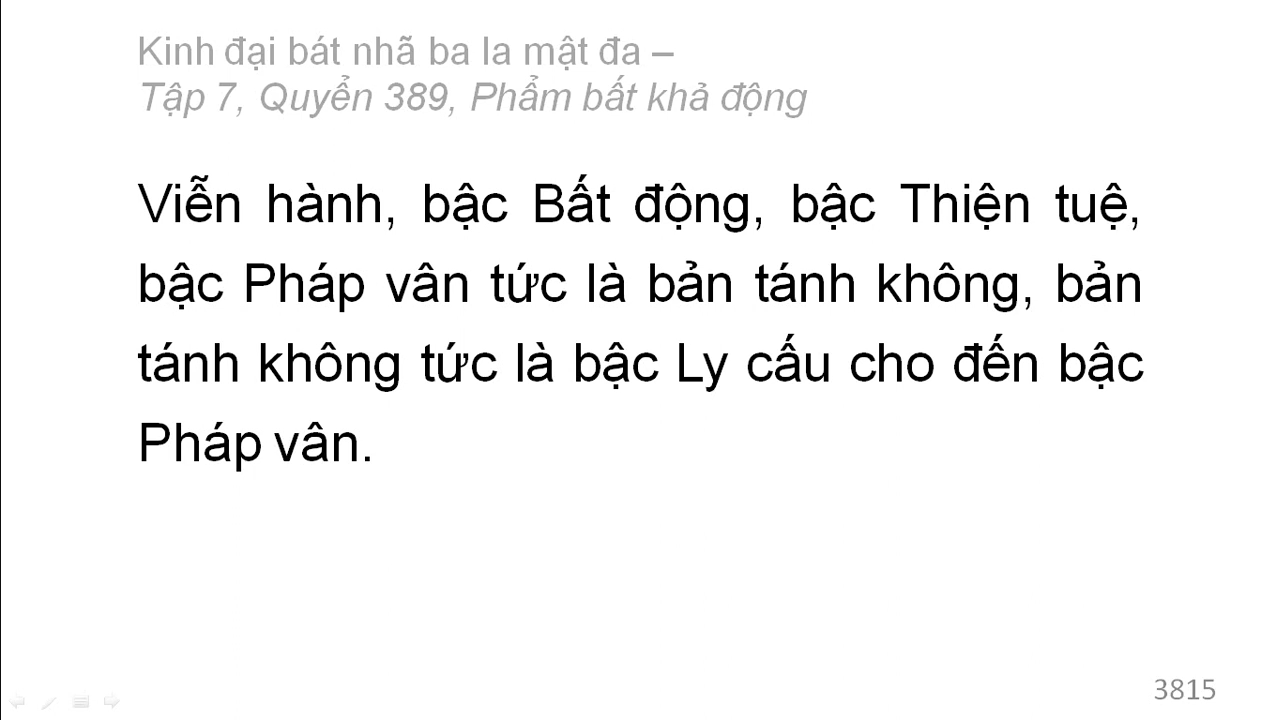 Kinh đại bát nhã ba la mật đa –
Tập 7, Quyển 389, Phẩm bất khả động
Viễn hành, bậc Bất động, bậc Thiện tuệ,
bậc Pháp vân tức là bản tánh không, bản
tánh không tức là bậc Ly cấu cho đến bậc
Pháp vân.
3815